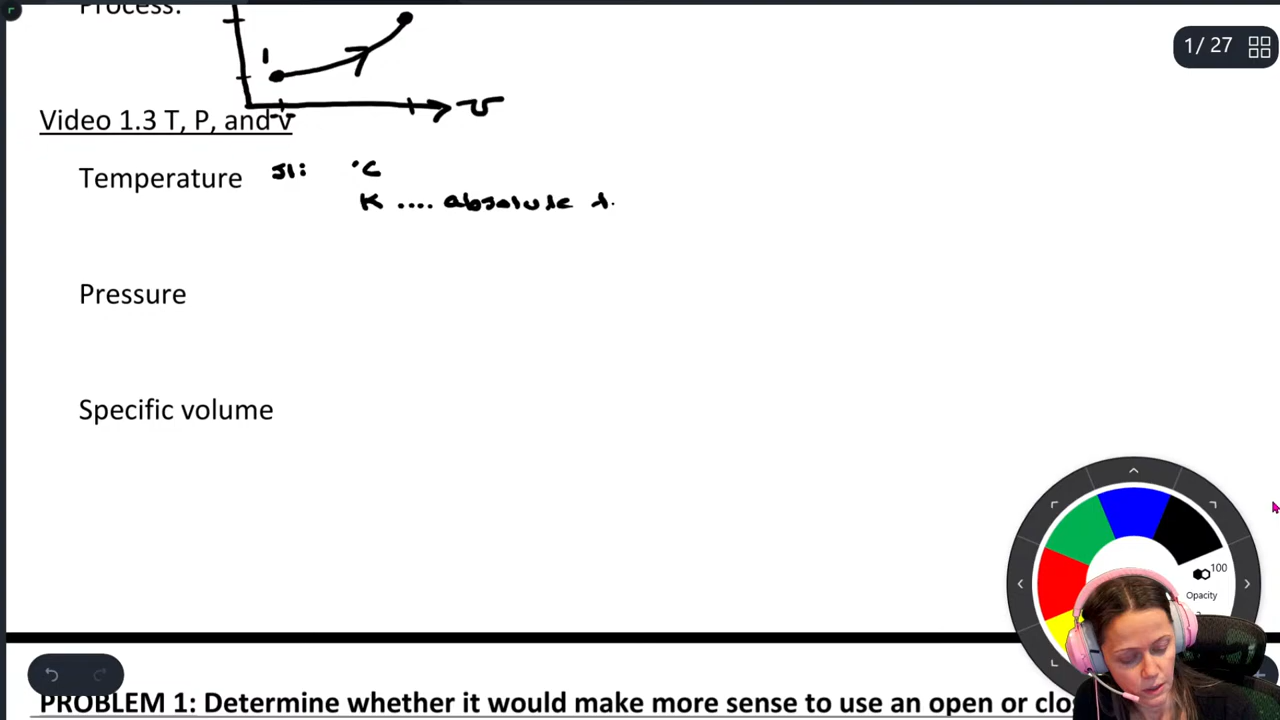 Process:
1/ 27
1
v
Video 1.3 T, P, and v
Temperature SI: °C
K .... absolute t.
Pressure
Specific volume
100
Opacity
PROBLEM 1: Determine whether it would make more sense to use an open or clo